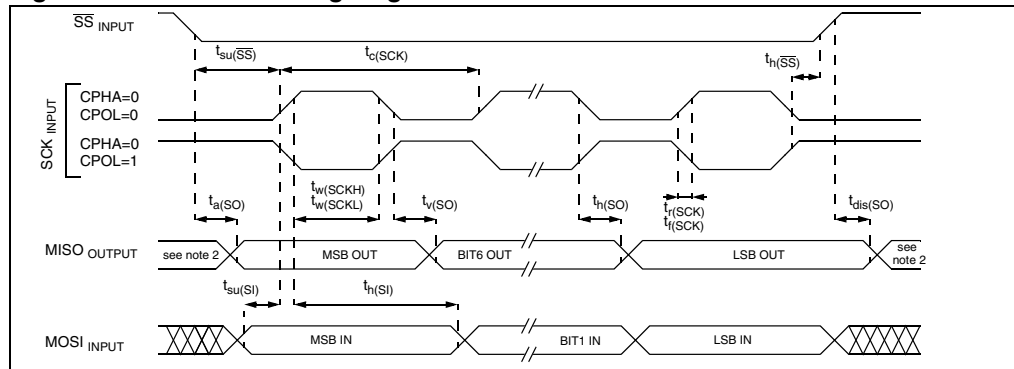 SS INPUT
tsu(SS)
tc(SCK)
th(SS)
SCK INPUT
CPHA=0
CPOL=0
CPHA=0
CPOL=1
ta(SO)
tw(SCKH)
tw(SCKL)
tv(SO)
th(SO)
tr(SCK)
tf(SCK)
tdis(SO)
MISO OUTPUT
see note 2
MSB OUT
BIT6 OUT
LSB OUT
see
note 2
tsu(SI)
th(SI)
MOSI INPUT
MSB IN
BIT1 IN
LSB IN